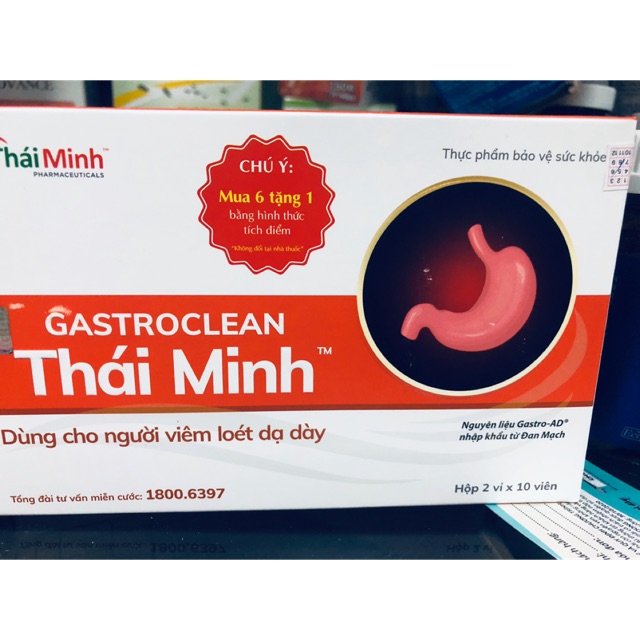 TháiMinh™
PHARMACEUTICALS
CHÚ Ý:
Mua 6 tặng 1
bằng hình thức
tích điểm
"Không đổi tại nhà thuốc"
Thực phẩm bảo vệ sức khỏe
GASTROCLEAN
Thái Minh™
Dùng cho người viêm loét dạ dày
Nguyên liệu Gastro-AD®
nhập khẩu từ Đan Mạch
Tổng đài tư vấn miễn cước: 1800.6397
Hộp 2 vỉ x 10 viên